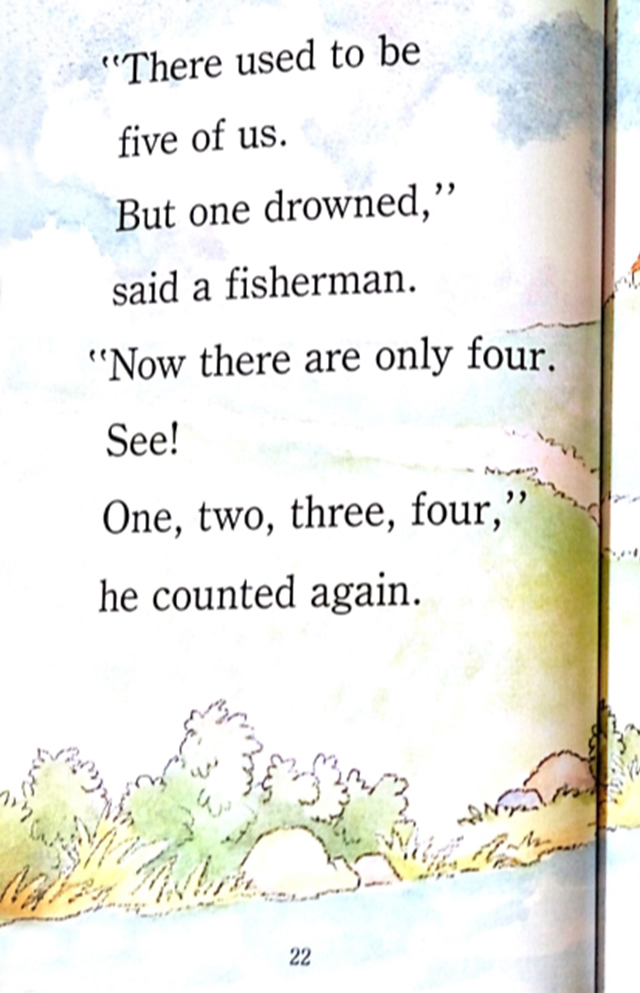 “There used to be
five of us.
But one drowned,”
said a fisherman.
“Now there are only four.
See!
One, two, three, four,”
he counted again.
22